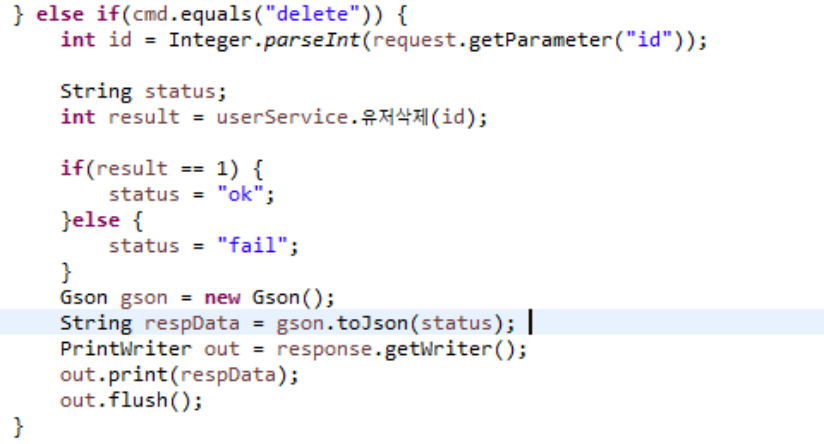 } else if(cmd.equals("delete")) {
    int id = Integer.parseInt(request.getParameter("id"));
    String status;
    int result = userService.유저삭제(id);
    if(result == 1) {
        status = "ok";
    }else {
        status = "fail";
    }
    Gson gson = new Gson();
    String respData = gson.toJson(status);
    PrintWriter out = response.getWriter();
    out.print(respData);
    out.flush();
}